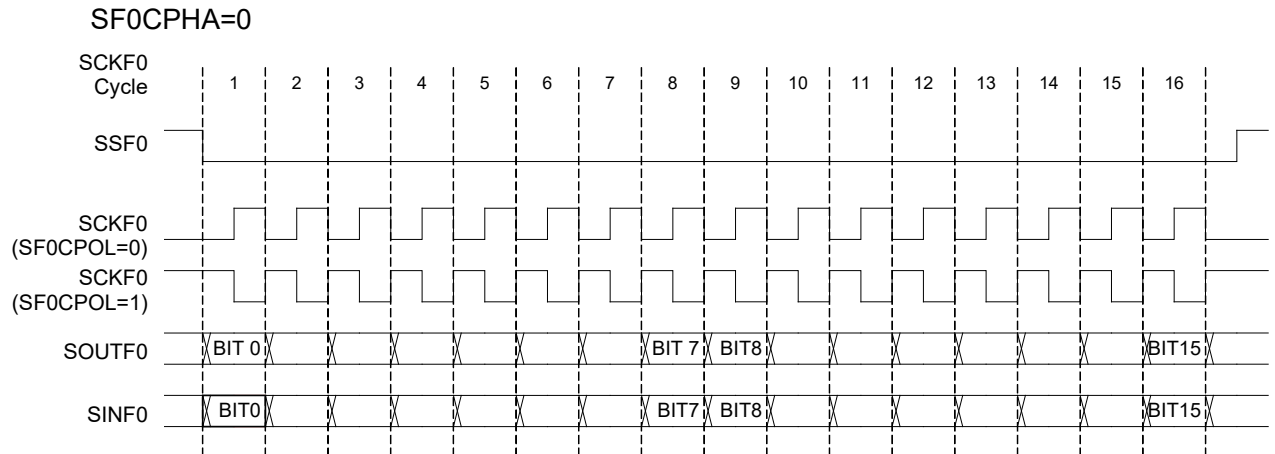 SF0CPHA=0
SCKF0
Cycle
1 2 3 4 5 6 7 8 9 10 11 12 13 14 15 16
SSF0
SCKF0
(SF0CPOL=0)
SCKF0
(SF0CPOL=1)
SOUTF0 BIT 0 BIT 7 BIT8 BIT15
SINF0 BIT0 BIT7 BIT8 BIT15